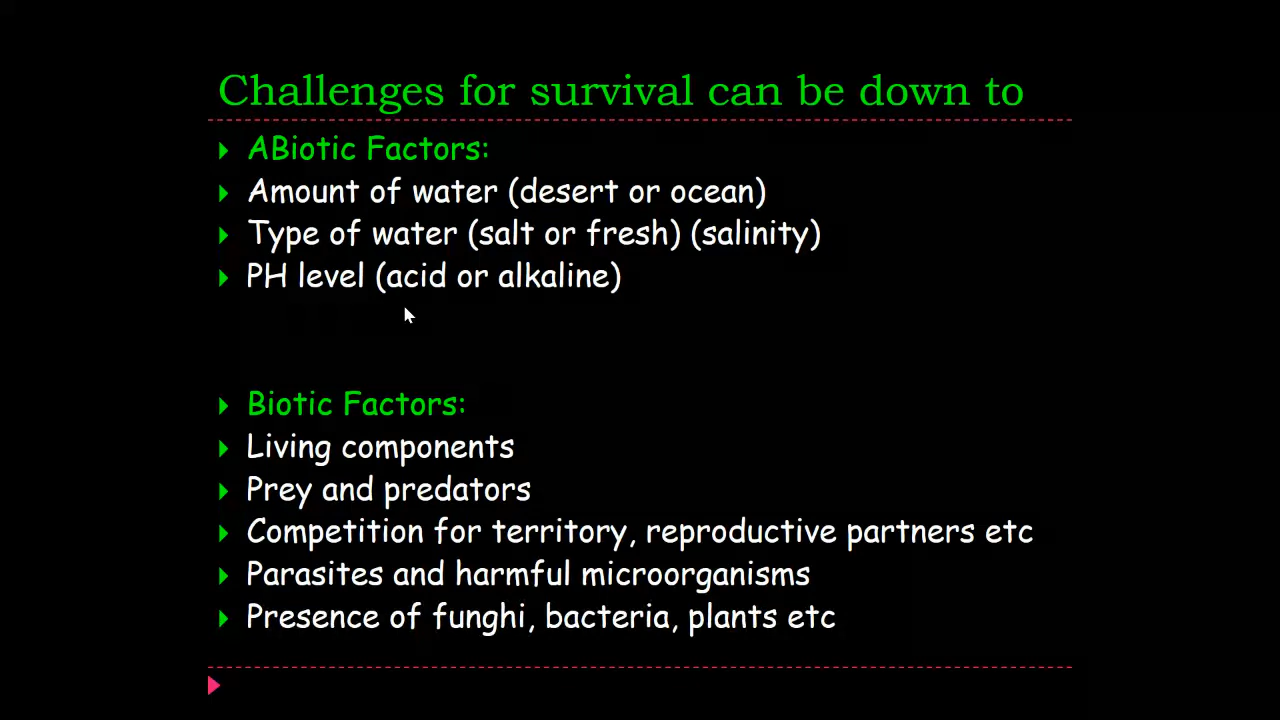 Challenges for survival can be down to
ABiotic Factors:
Amount of water (desert or ocean)
Type of water (salt or fresh) (salinity)
PH level (acid or alkaline)
Biotic Factors:
Living components
Prey and predators
Competition for territory, reproductive partners etc
Parasites and harmful microorganisms
Presence of funghi, bacteria, plants etc